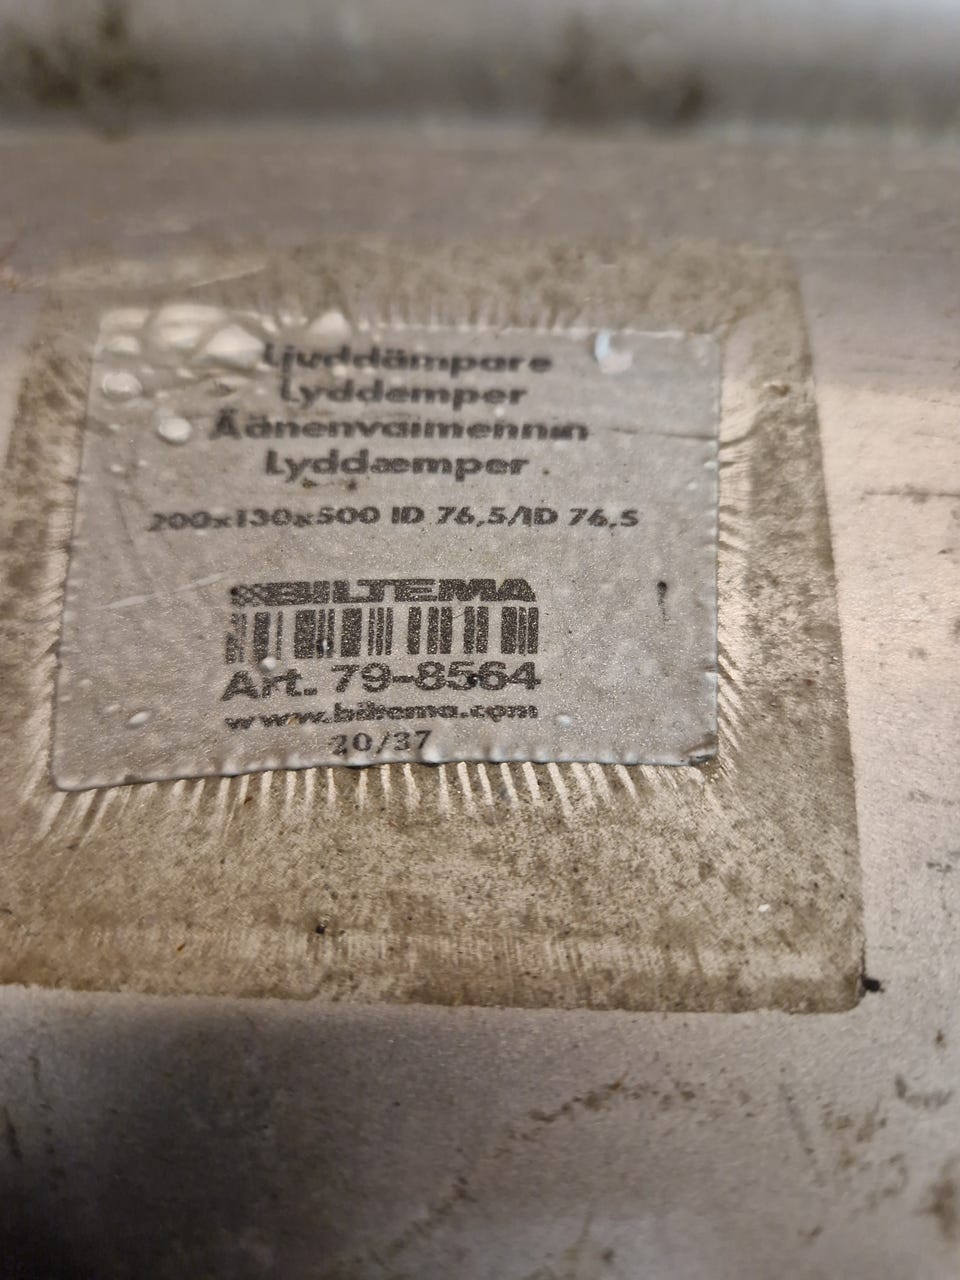 Ljuddämpare
Lyddemper
Äänenvaimennin
Lyddæmper
200x130x500 ID 76,5/ID 76,5
BILTEMA
Art. 79-8564
www.biltema.com
20/37